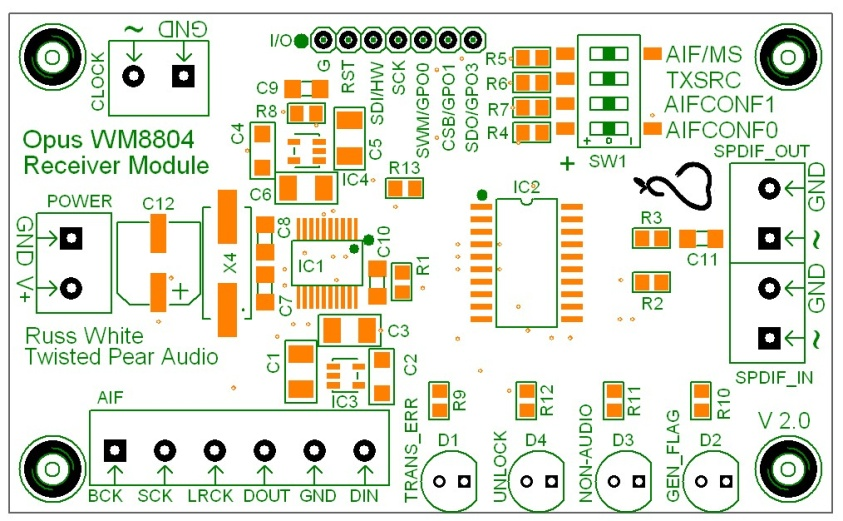 ~ GND
CLOCK
I/O
G
RST
SDI/HW
SCK
SWM/GPO0
CSB/GPO1
SDO/GPO3
R5
R6
R7
R4
AIF/MS
TXSRC
AIFCONF1
AIFCONF0
+ o –
+ SW1
C9
R8
C4
C5
IC4
C6
Opus WM8804
Receiver Module
R13
IC2
SPDIF_OUT
GND
~
POWER
GND V+
C12
+
X4
C8
C7
IC1
C10
R1
R3
C11
R2
GND
~
SPDIF_IN
Russ White
Twisted Pear Audio
C3
C1
C2
IC3
AIF
BCK SCK LRCK DOUT GND DIN
TRANS_ERR
R9
D1
UNLOCK
R12
D4
NON-AUDIO
R11
D3
GEN_FLAG
R10
D2
V 2.0